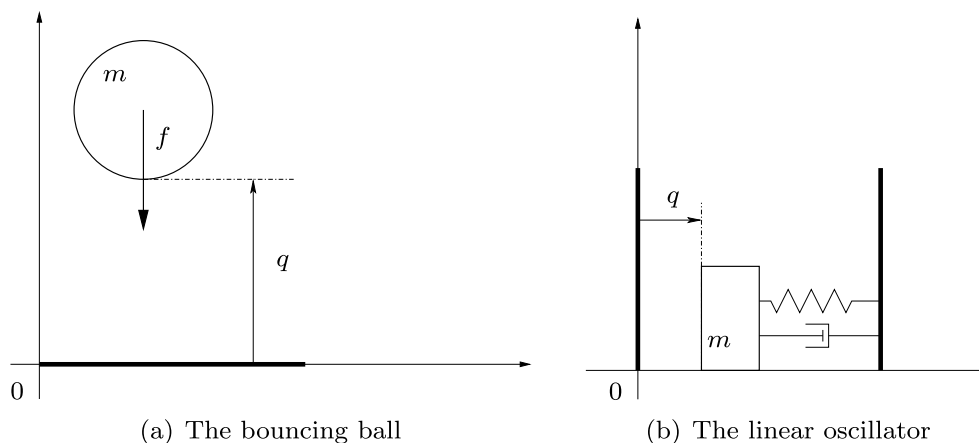 m
f
q
0
(a) The bouncing ball
q
m
0
(b) The linear oscillator